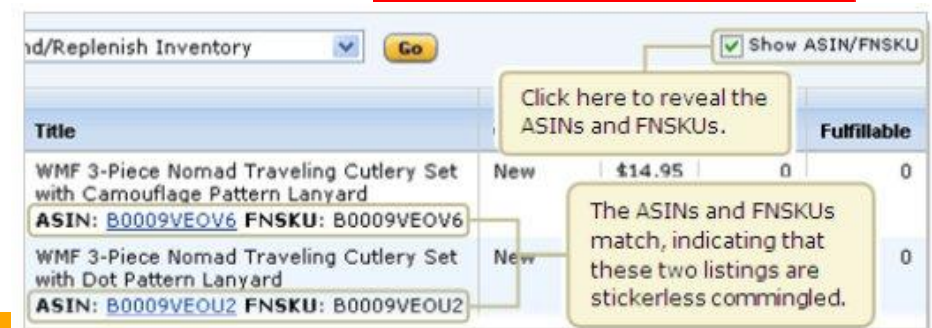 nd/Replenish Inventory Go Show ASIN/FNSKU
Click here to reveal the
ASINs and FNSKUs.
Title Fulfillable
WMF 3-Piece Nomad Traveling Cutlery Set New $14.95 0 0
with Camouflage Pattern Lanyard
ASIN: B0009VEOV6 FNSKU: B0009VEOV6
The ASINs and FNSKUs
match, indicating that
these two listings are
stickerless commingled.
WMF 3-Piece Nomad Traveling Cutlery Set New 0
with Dot Pattern Lanyard
ASIN: B0009VEOU2 FNSKU: B0009VEOU2